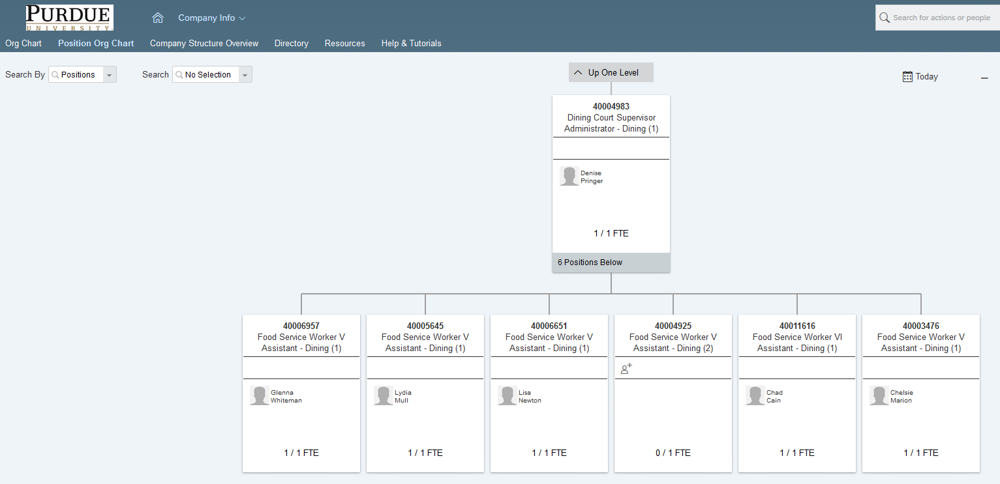 PURDUE
UNIVERSITY
Company Info
Search for actions or people
Org Chart
Position Org Chart
Company Structure Overview
Directory
Resources
Help & Tutorials
Search By
Positions
Search
No Selection
Up One Level
Today
40004983
Dining Court Supervisor
Administrator - Dining (1)
Denise
Pringer
1 / 1 FTE
6 Positions Below
40006957
Food Service Worker V
Assistant - Dining (1)
Glenna
Whiteman
1 / 1 FTE
40005645
Food Service Worker V
Assistant - Dining (1)
Lydia
Mull
1 / 1 FTE
40006651
Food Service Worker V
Assistant - Dining (1)
Lisa
Newton
1 / 1 FTE
40004925
Food Service Worker V
Assistant - Dining (2)
0 / 1 FTE
40011616
Food Service Worker VI
Assistant - Dining (1)
Chad
Cain
1 / 1 FTE
40003476
Food Service Worker V
Assistant - Dining (1)
Chelsie
Marion
1 / 1 FTE